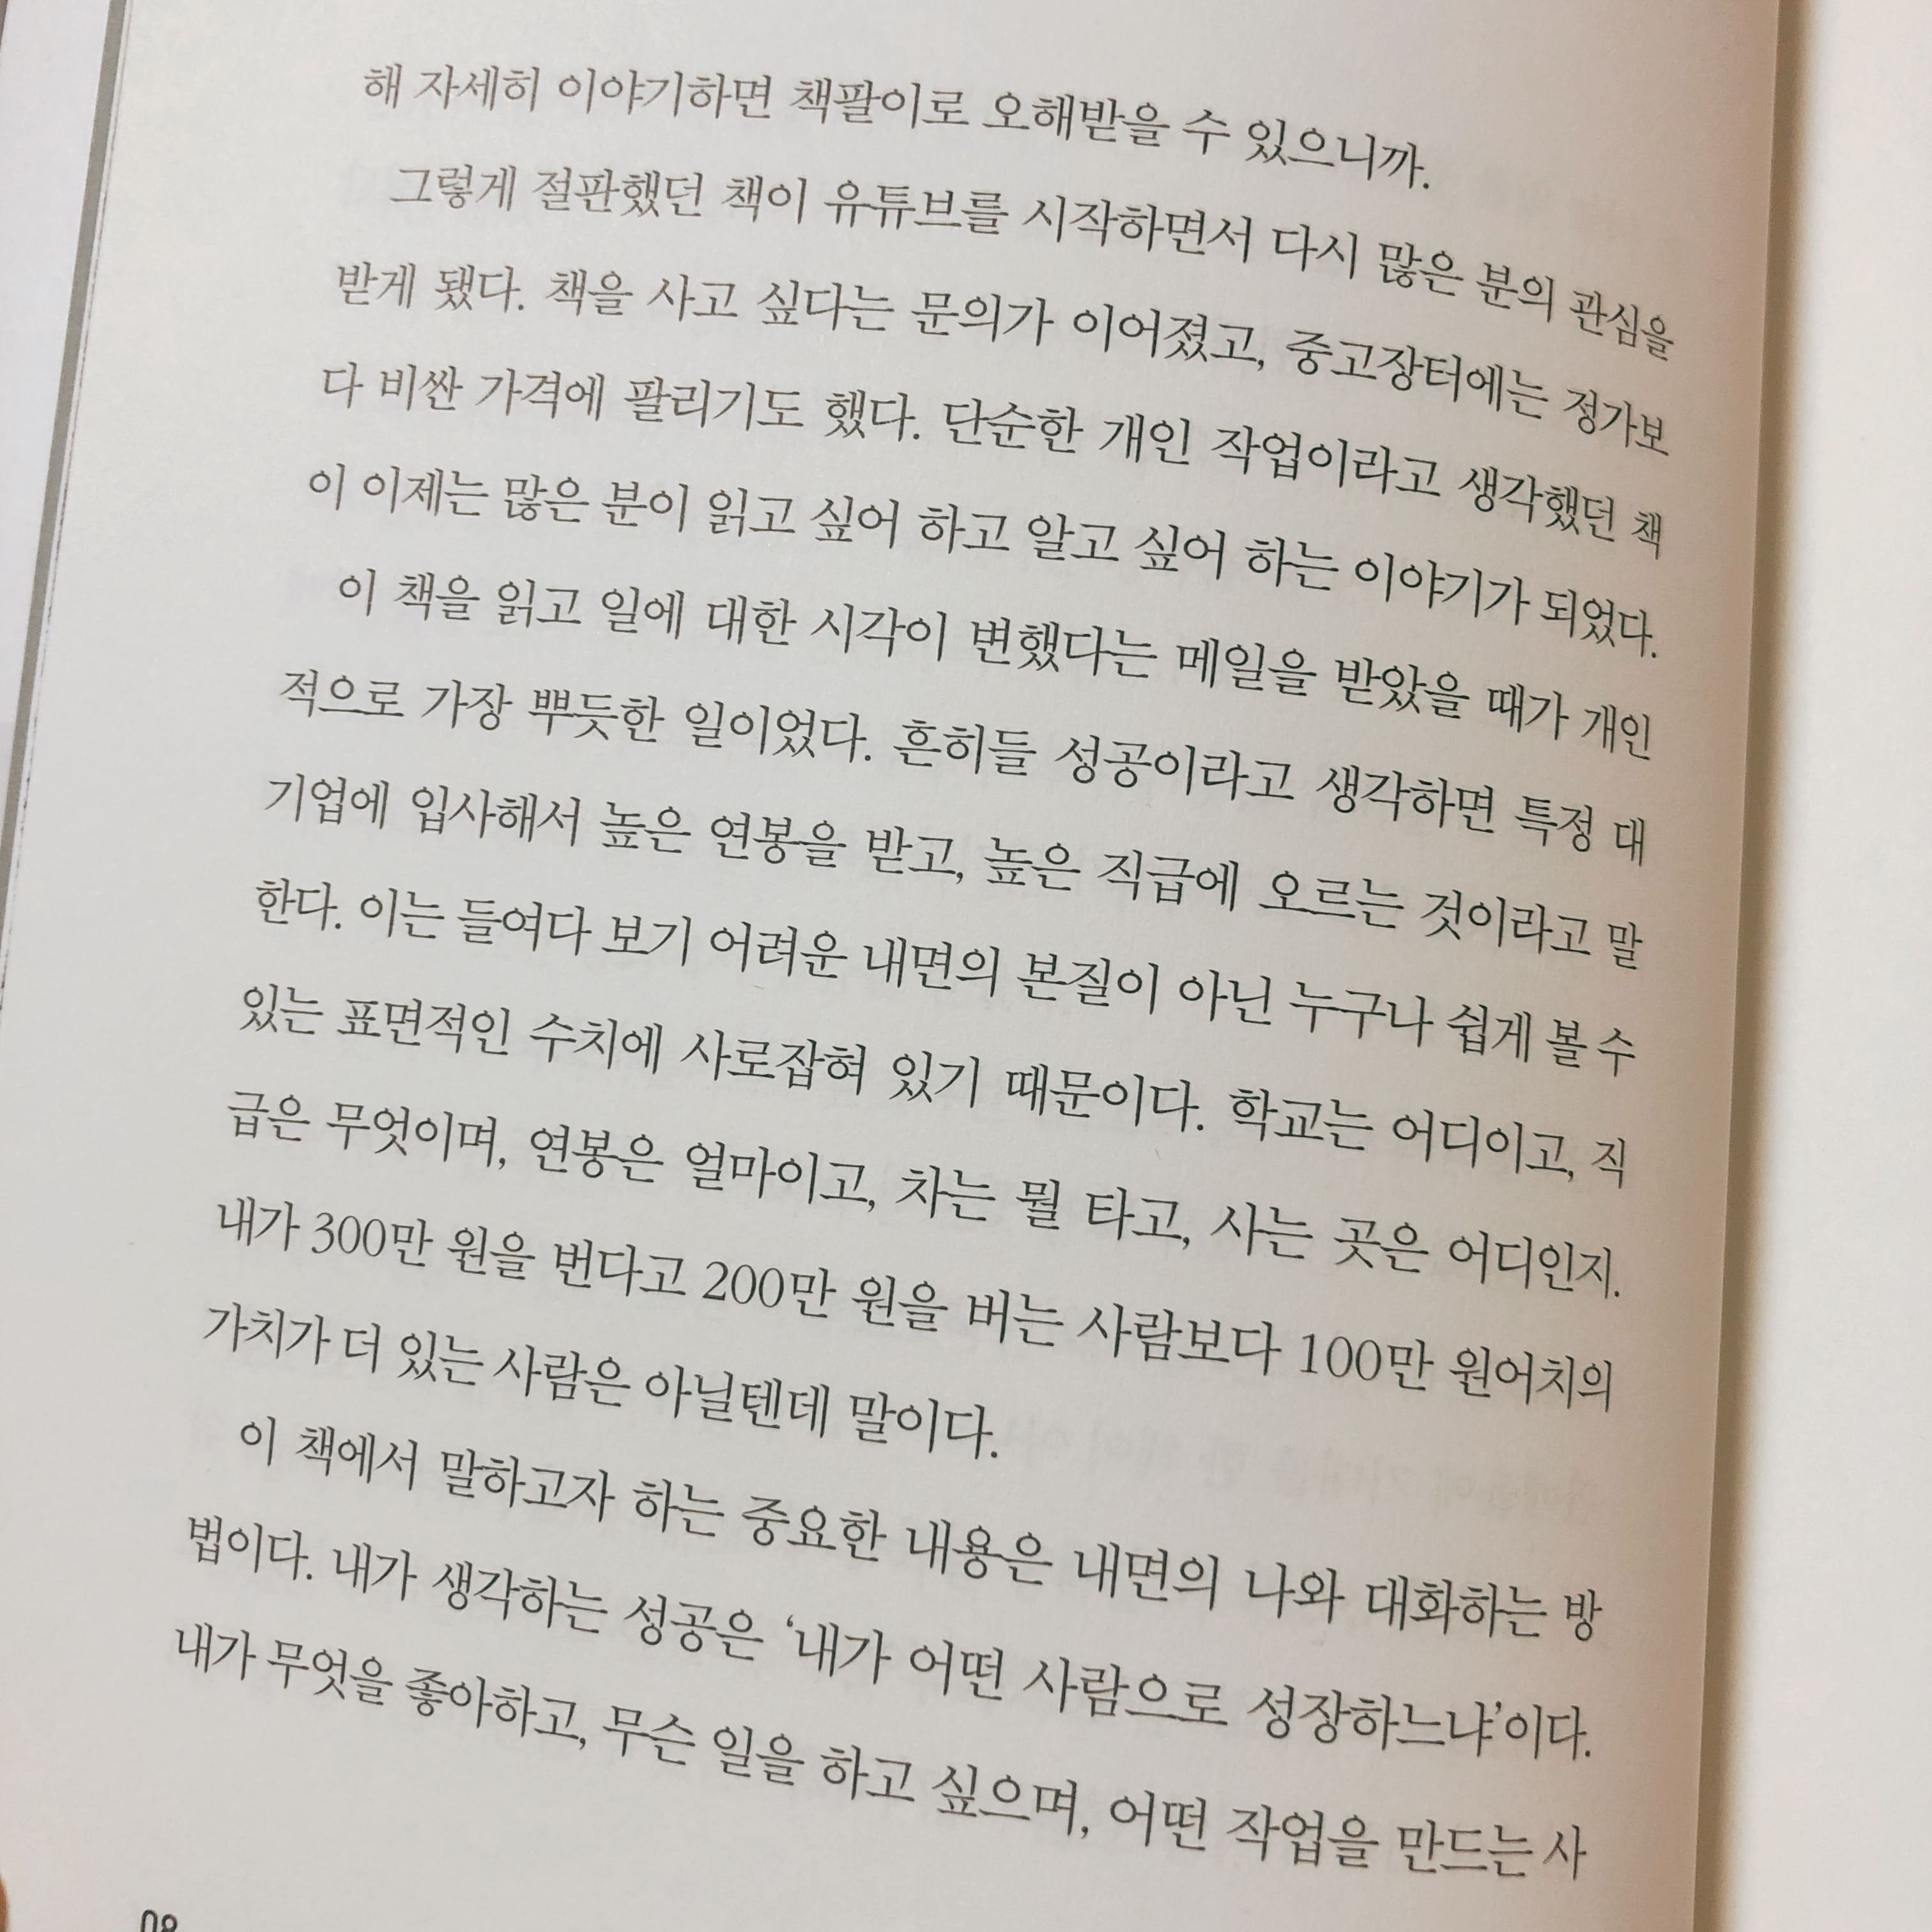 해 자세히 이야기하면 책팔이로 오해받을 수 있으니까.
그렇게 절판했던 책이 유튜브를 시작하면서 다시 많은 분의 관심을
받게 됐다. 책을 사고 싶다는 문의가 이어졌고, 중고장터에는 정가보
다 비싼 가격에 팔리기도 했다. 단순한 개인 작업이라고 생각했던 책
이 이제는 많은 분이 읽고 싶어 하고 알고 싶어 하는 이야기가 되었다.
이 책을 읽고 일에 대한 시각이 변했다는 메일을 받았을 때가 개인
적으로 가장 뿌듯한 일이었다. 흔히들 성공이라고 생각하면 특정 대
기업에 입사해서 높은 연봉을 받고, 높은 직급에 오르는 것이라고 말
한다. 이는 들여다 보기 어려운 내면의 본질이 아닌 누구나 쉽게 볼 수
있는 표면적인 수치에 사로잡혀 있기 때문이다. 학교는 어디이고, 직
급은 무엇이며, 연봉은 얼마이고, 차는 뭘 타고, 사는 곳은 어디인지.
내가 300만 원을 번다고 200만 원을 버는 사람보다 100만 원어치의
가치가 더 있는 사람은 아닐텐데 말이다.
이 책에서 말하고자 하는 중요한 내용은 내면의 나와 대화하는 방
법이다. 내가 생각하는 성공은 ‘내가 어떤 사람으로 성장하느냐’이다.
내가 무엇을 좋아하고, 무슨 일을 하고 싶으며, 어떤 작업을 만드는 사
08